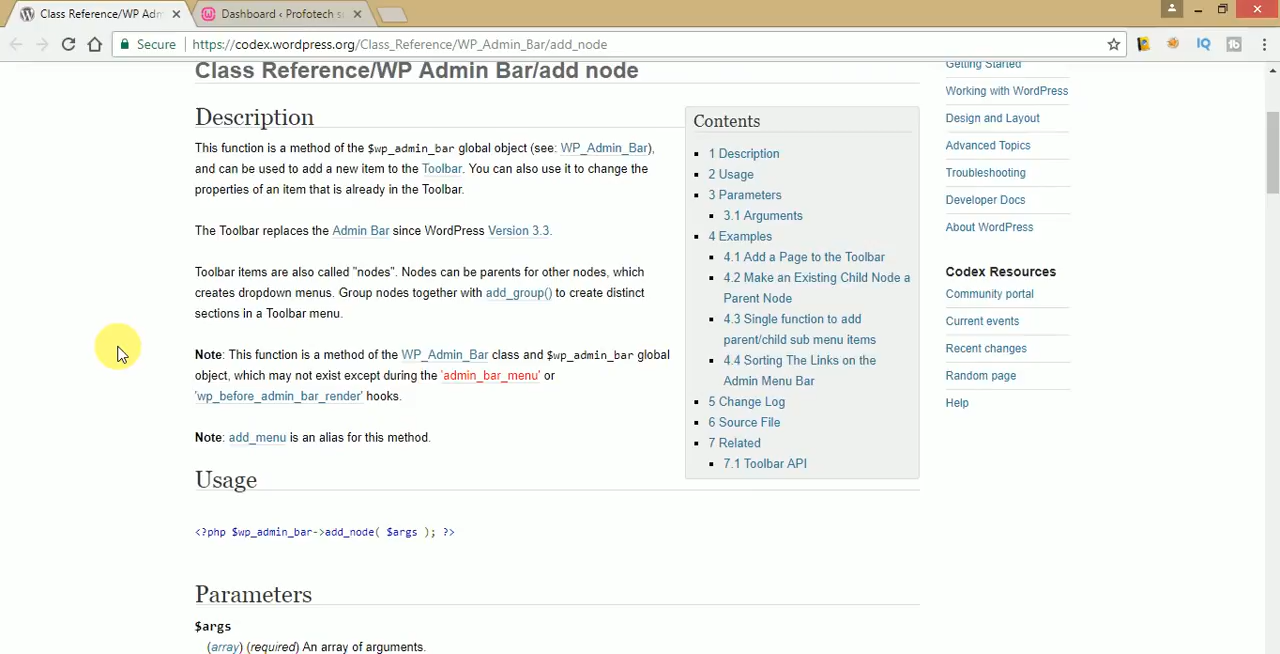 Class Reference/WP Adm
Dashboard ‹ Profotech s
Secure
https://codex.wordpress.org/Class_Reference/WP_Admin_Bar/add_node
IQ
tb
Class Reference/WP Admin Bar/add node
Description
This function is a method of the $wp_admin_bar global object (see: WP_Admin_Bar),
and can be used to add a new item to the Toolbar. You can also use it to change the
properties of an item that is already in the Toolbar.
The Toolbar replaces the Admin Bar since WordPress Version 3.3.
Toolbar items are also called "nodes". Nodes can be parents for other nodes, which
creates dropdown menus. Group nodes together with add_group() to create distinct
sections in a Toolbar menu.
Note: This function is a method of the WP_Admin_Bar class and $wp_admin_bar global
object, which may not exist except during the 'admin_bar_menu' or
'wp_before_admin_bar_render' hooks.
Note: add_menu is an alias for this method.
Usage
<?php $wp_admin_bar->add_node( $args ); ?>
Parameters
$args
(array) (required) An array of arguments.
Contents
1 Description
2 Usage
3 Parameters
3.1 Arguments
4 Examples
4.1 Add a Page to the Toolbar
4.2 Make an Existing Child Node a
Parent Node
4.3 Single function to add
parent/child sub menu items
4.4 Sorting The Links on the
Admin Menu Bar
5 Change Log
6 Source File
7 Related
7.1 Toolbar API
Getting Started
Working with WordPress
Design and Layout
Advanced Topics
Troubleshooting
Developer Docs
About WordPress
Codex Resources
Community portal
Current events
Recent changes
Random page
Help